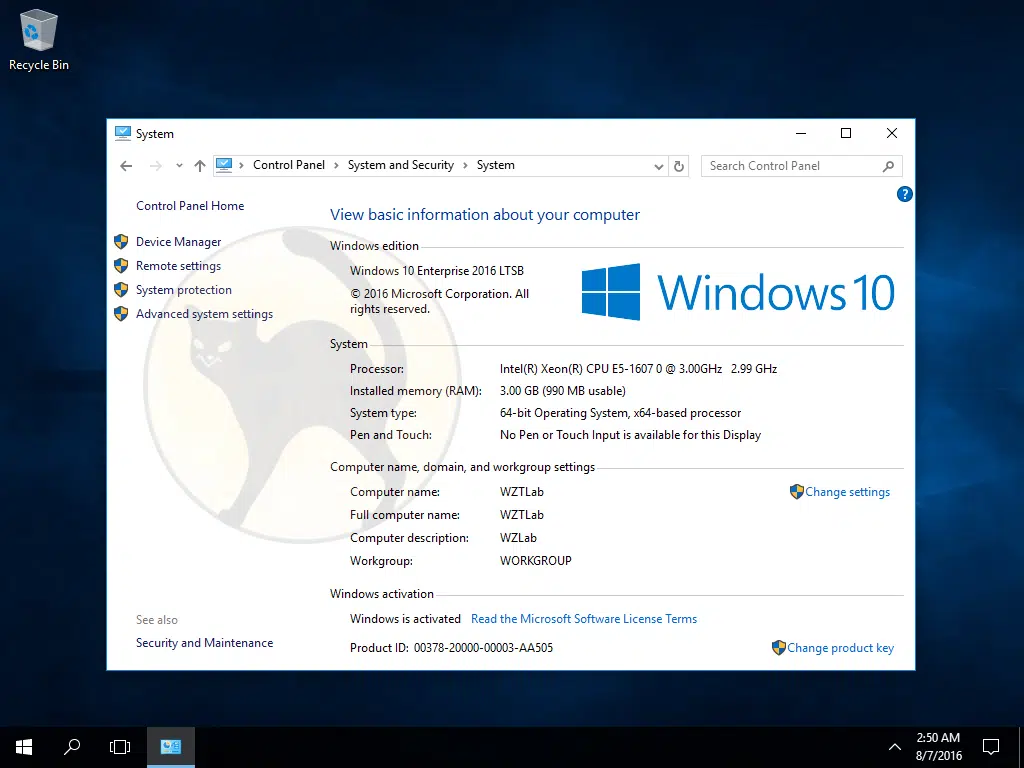 Recycle Bin
System
Control Panel > System and Security > System
Search Control Panel
Control Panel Home
Device Manager
Remote settings
System protection
Advanced system settings
See also
Security and Maintenance
?
View basic information about your computer
Windows edition
Windows 10 Enterprise 2016 LTSB
© 2016 Microsoft Corporation. All
rights reserved.
Windows 10
System
Processor: Intel(R) Xeon(R) CPU E5-1607 0 @ 3.00GHz 2.99 GHz
Installed memory (RAM): 3.00 GB (990 MB usable)
System type: 64-bit Operating System, x64-based processor
Pen and Touch: No Pen or Touch Input is available for this Display
Computer name, domain, and workgroup settings
Computer name: WZTLab Change settings
Full computer name: WZTLab
Computer description: WZLab
Workgroup: WORKGROUP
Windows activation
Windows is activated Read the Microsoft Software License Terms
Product ID: 00378-20000-00003-AA505 Change product key
2:50 AM
8/7/2016